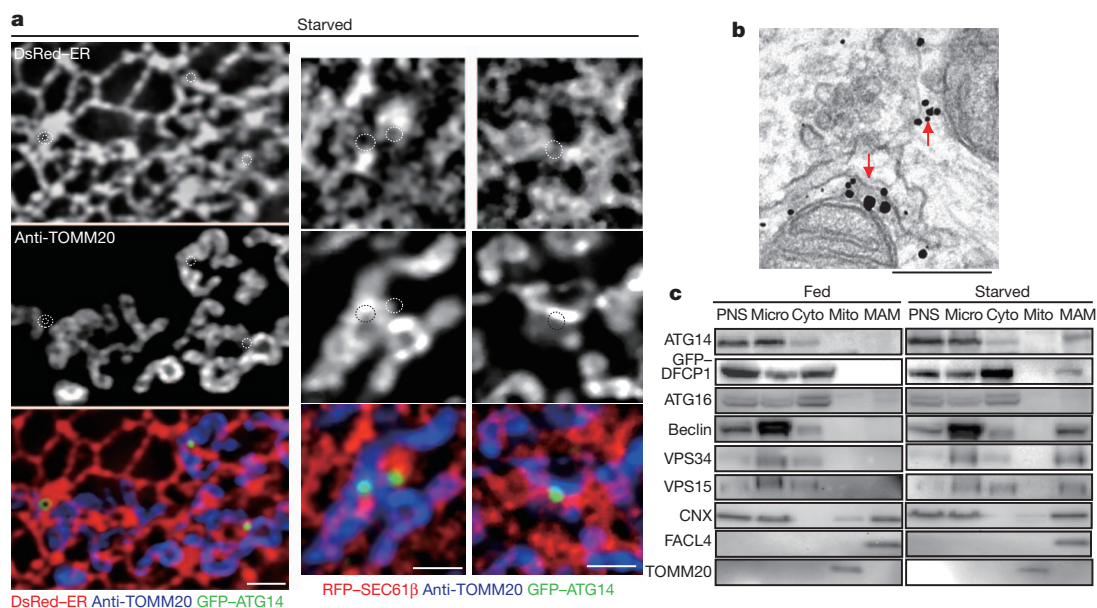 a
Starved
DsRed–ER
Anti-TOMM20
DsRed–ER Anti-TOMM20 GFP–ATG14
RFP–SEC61β Anti-TOMM20 GFP–ATG14
b
c
Fed
Starved
PNS Micro Cyto Mito MAM
PNS Micro Cyto Mito MAM
ATG14
GFP–
DFCP1
ATG16
Beclin
VPS34
VPS15
CNX
FACL4
TOMM20